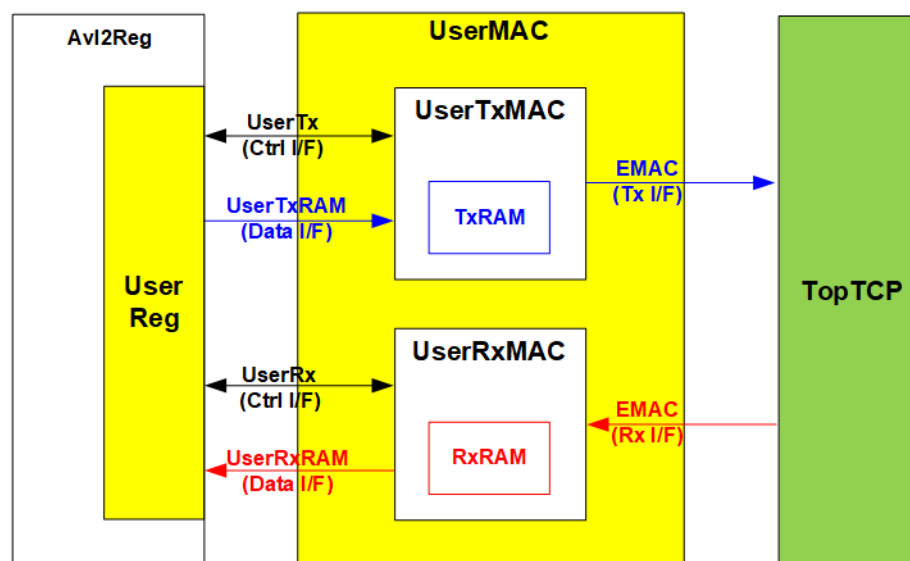 Avl2Reg
UserMAC
UserTxMAC
UserTx
(Ctrl I/F)
EMAC
(Tx I/F)
UserTxRAM
(Data I/F)
TxRAM
User
Reg
TopTCP
UserRxMAC
UserRx
(Ctrl I/F)
EMAC
(Rx I/F)
UserRxRAM
(Data I/F)
RxRAM